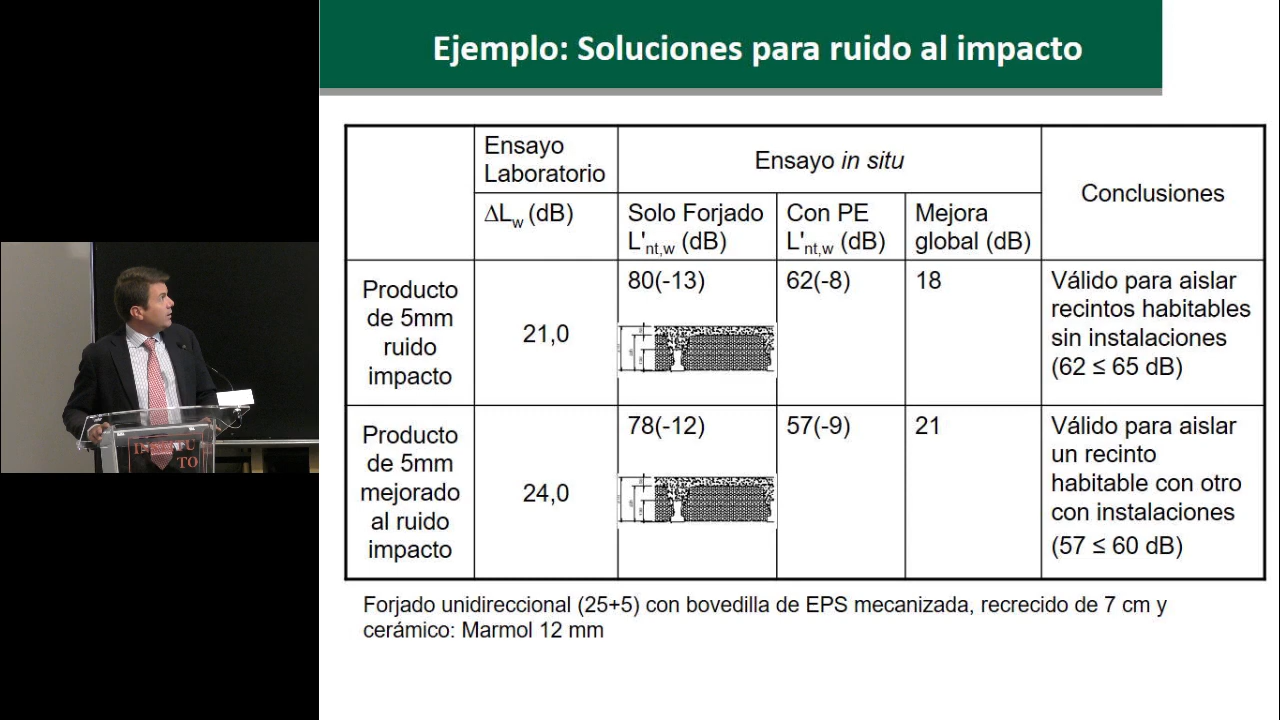 Ejemplo: Soluciones para ruido al impacto
Ensayo
Laboratorio
Ensayo in situ
Conclusiones
ΔLw (dB)
Solo Forjado
L'nt,w (dB)
Con PE
L'nt,w (dB)
Mejora
global (dB)
Producto
de 5mm
ruido
impacto
21,0
80(-13)
62(-8)
18
Válido para aislar
recintos habitables
sin instalaciones
(62 ≤ 65 dB)
Producto
de 5mm
mejorado
al ruido
impacto
24,0
78(-12)
57(-9)
21
Válido para aislar
un recinto
habitable con otro
con instalaciones
(57 ≤ 60 dB)
Forjado unidireccional (25+5) con bovedilla de EPS mecanizada, recrecido de 7 cm y
cerámico: Marmol 12 mm
TO